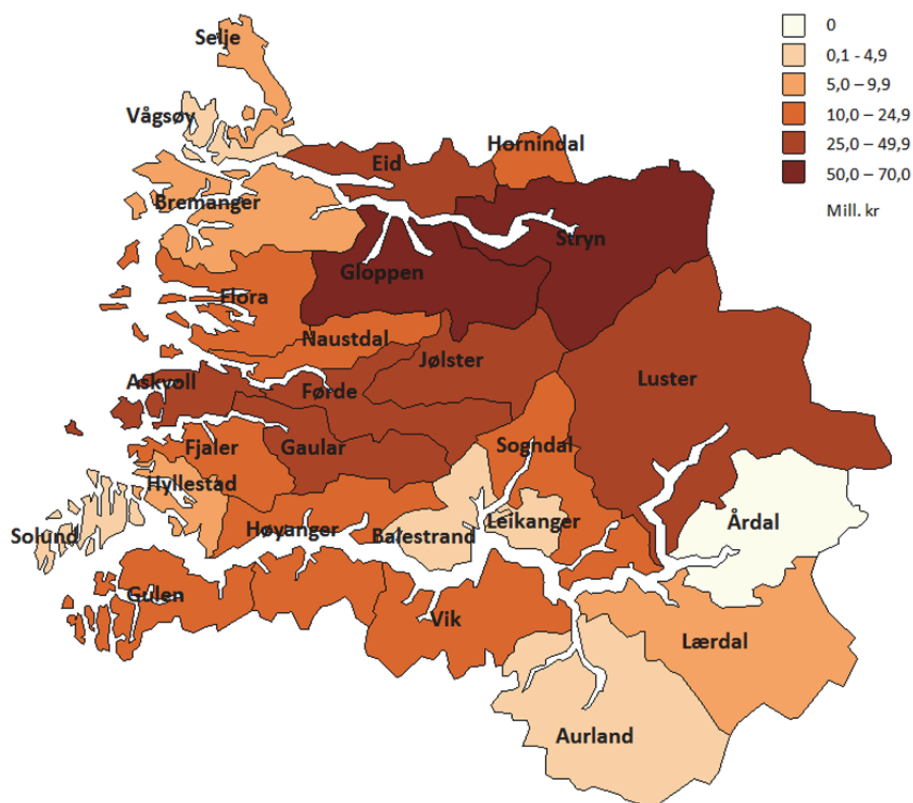 Selje
0
0,1 - 4,9
5,0 – 9,9
10,0 – 24,9
25,0 – 49,9
50,0 – 70,0
Mill. kr
Vågsøy
Hornindal
Eid
Bremanger
Stryn
Gloppen
Flora
Naustdal
Jølster
Luster
Askvoll
Førde
Fjaler
Gaular
Sogndal
Hyllestad
Solund
Høyanger
Balestrand
Leikanger
Årdal
Gulen
Vik
Lærdal
Aurland